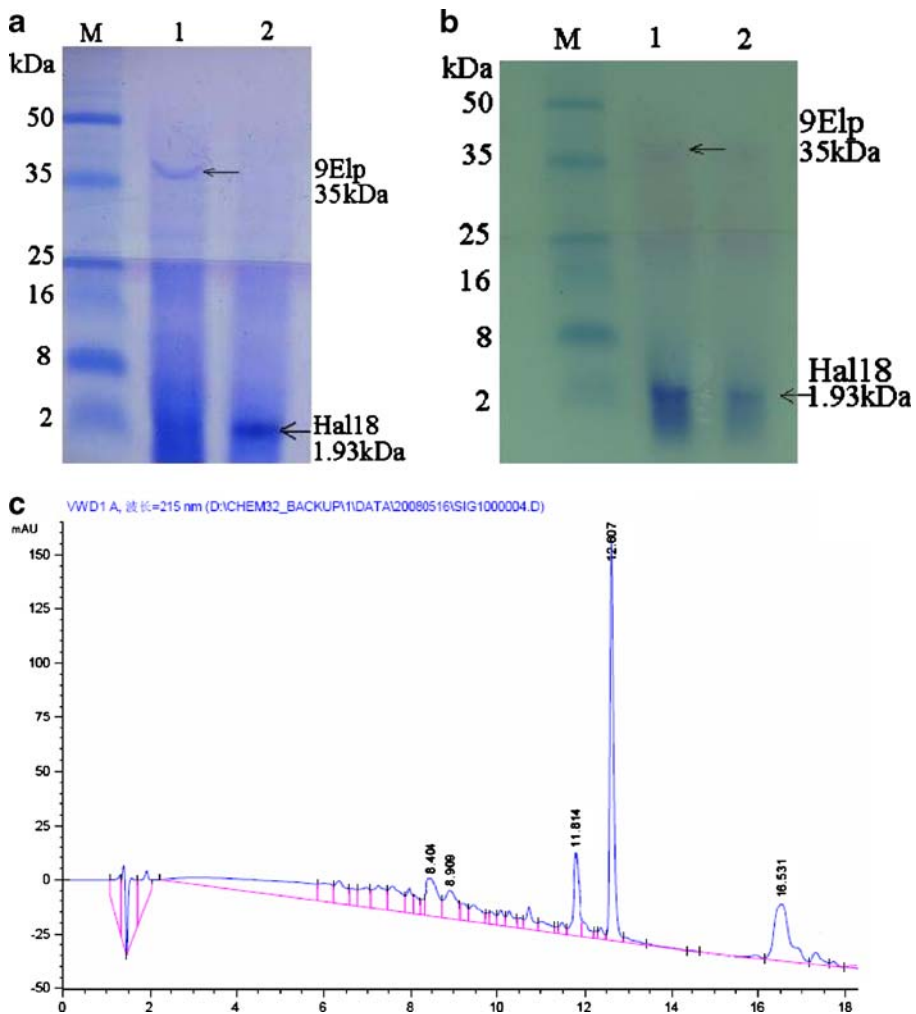 a
M 1 2
kDa
50
35
25
16
8
2
9Elp
35kDa
Hal18
1.93kDa
b
M 1 2
kDa
50
35
25
16
8
2
9Elp
35kDa
Hal18
1.93kDa
c
VWD1 A, 波长=215 nm (D:\CHEM32_BACKUP\1\DATA\20080516\SIG1000004.D)
mAU
150
125
100
75
50
25
0
-25
-50
8.404
8.909
11.814
12.607
16.531
0 2 4 6 8 10 12 14 16 18